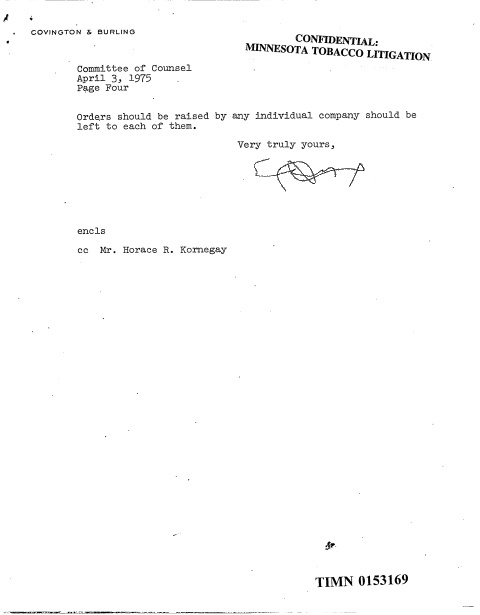 COVINGTON & BURLING
CONFIDENTIAL:
MINNESOTA TOBACCO LITIGATION
Committee of Counsel
April 3, 1975
Page Four
Orders should be raised by any individual company should be
left to each of them.
Very truly yours,
encls
cc Mr. Horace R. Kornegay
TIMN 0153169